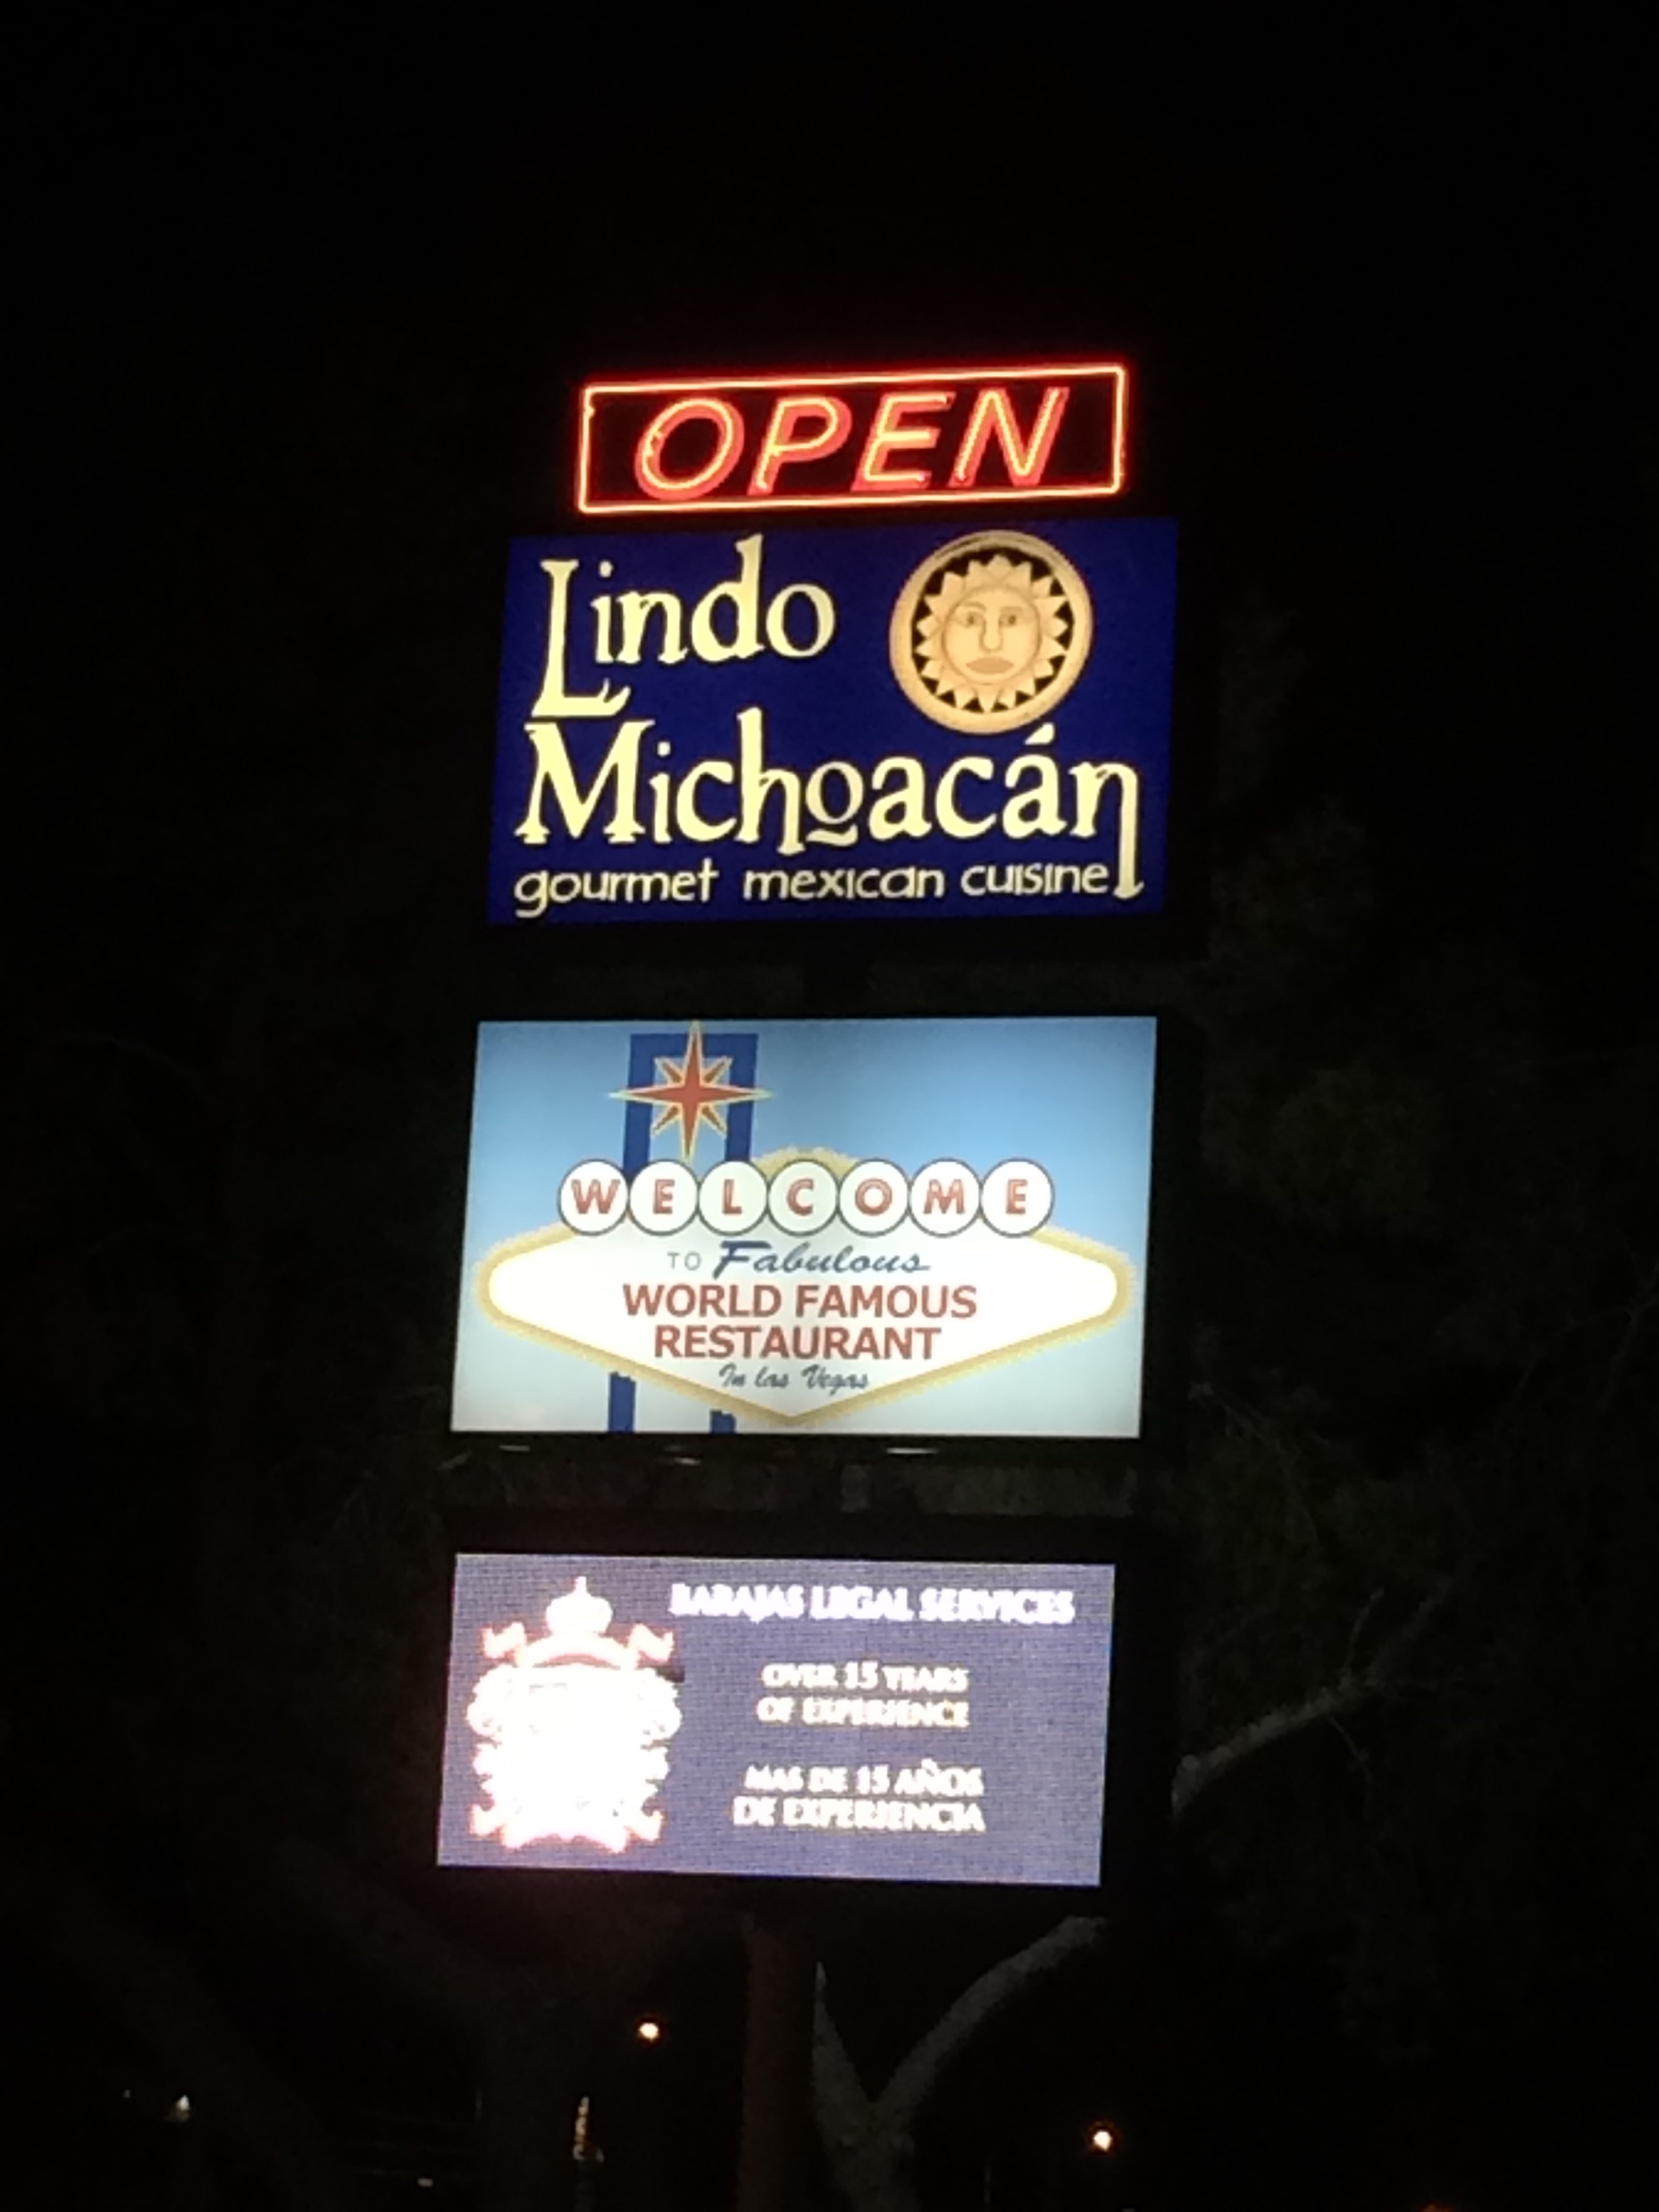 OPEN
Lindo
Michoacán
gourmet mexican cuisine
WELCOME
TO Fabulous
WORLD FAMOUS
RESTAURANT
In las Vegas
BARAJAS LEGAL SERVICES
OVER 15 YEARS
OF EXPERIENCE
MAS DE 15 AÑOS
DE EXPERIENCIA